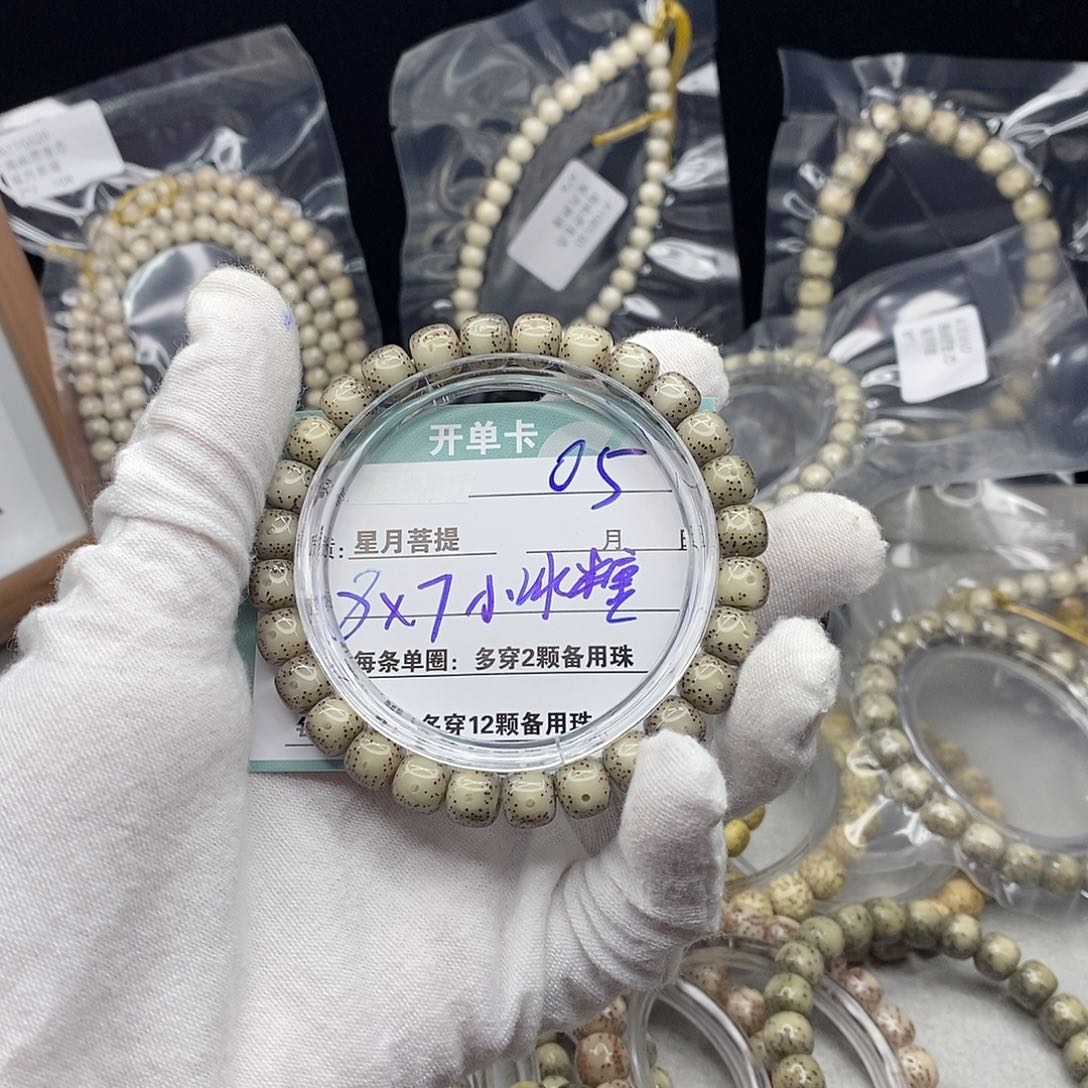 开单卡
05
星月菩提 月
8x7小冰糖
每条单圈：多穿2颗备用珠
多穿12颗备用珠